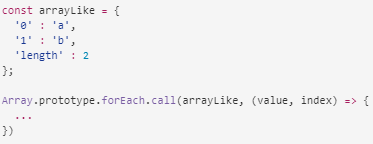 const arrayLike = {
  '0' : 'a',
  '1' : 'b',
  'length' : 2
};

Array.prototype.forEach.call(arrayLike, (value, index) => {
  ...
})